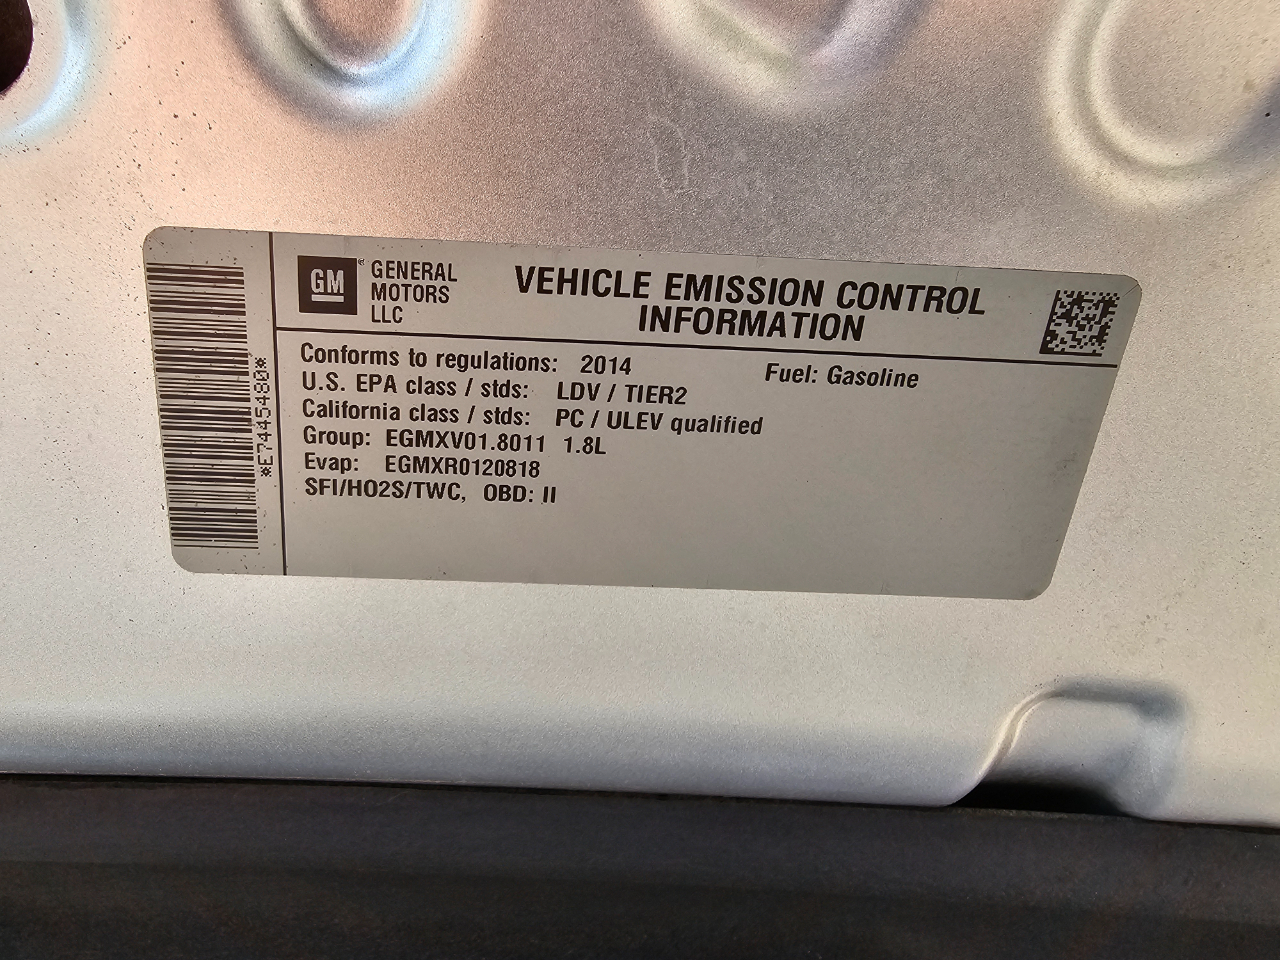 GM
GENERAL
MOTORS
LLC
VEHICLE EMISSION CONTROL
INFORMATION
Conforms to regulations: 2014 Fuel: Gasoline
U.S. EPA class / stds: LDV / TIER2
California class / stds: PC / ULEV qualified
Group: EGMXV01.8011 1.8L
Evap: EGMXR0120818
SFI/HO2S/TWC, OBD: II
*E7445480*